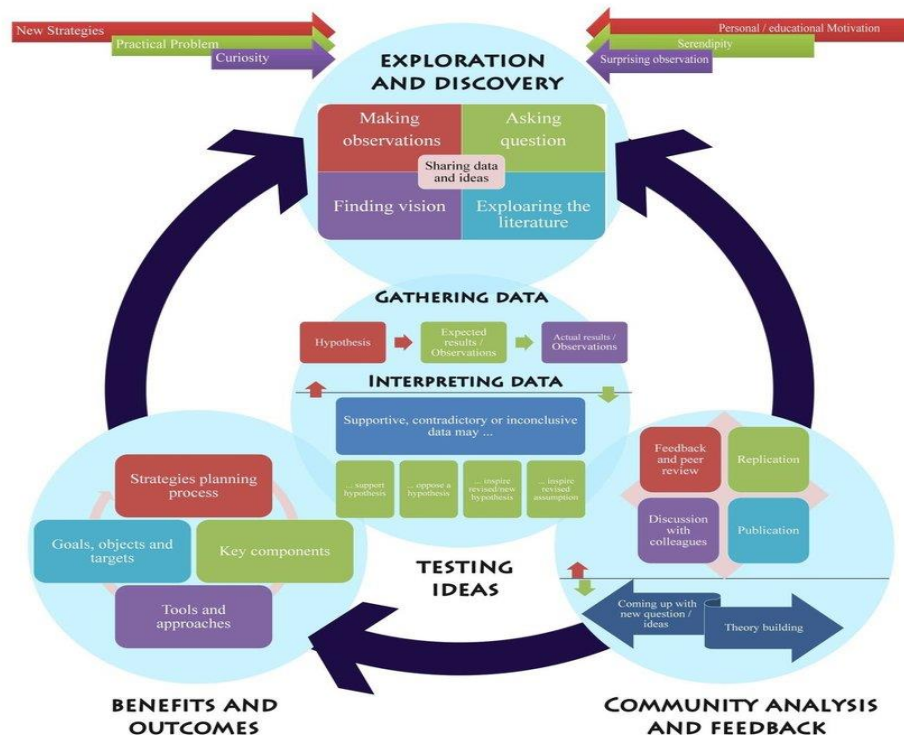 New Strategies
Practical Problem
Curiosity
Personal / educational Motivation
Serendipity
Surprising observation
EXPLORATION
AND DISCOVERY
Making
observations
Asking
question
Sharing data
and ideas
Finding vision
Exploaring the
literature
GATHERING DATA
Hypothesis
Expected
results /
Observations
Actual results /
Observations
INTERPRETING DATA
Supportive, contradictory or inconclusive
data may ...
... support
hypothesis
... oppose a
hypothesis
... inspire
revised/new
hypothesis
... inspire
revised
assumption
TESTING
IDEAS
Strategies planning
process
Goals, objects and
targets
Key components
Tools and
approaches
BENEFITS AND
OUTCOMES
Feedback
and peer
review
Replication
Discussion
with
colleagues
Publication
Coming up with
new question /
ideas
Theory
building
COMMUNITY ANALYSIS
AND FEEDBACK